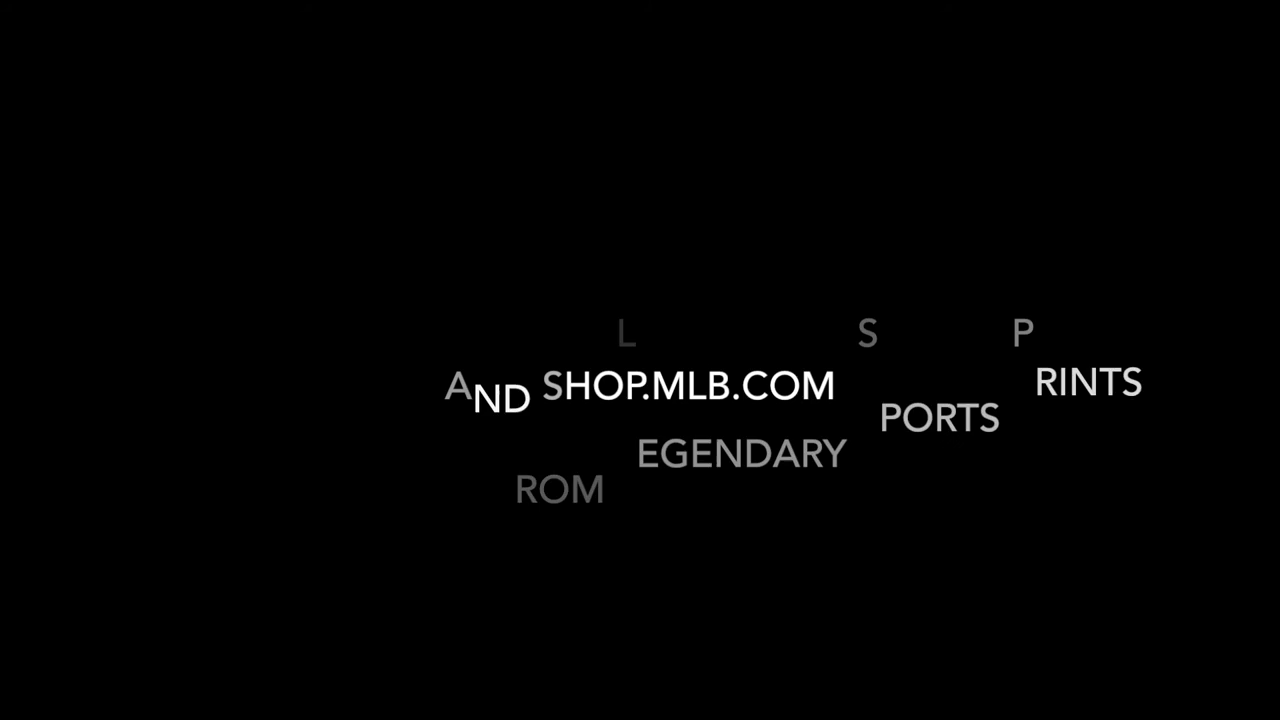 L S P
RINTS
AND SHOP.MLB.COM
PORTS
EGENDARY
ROM